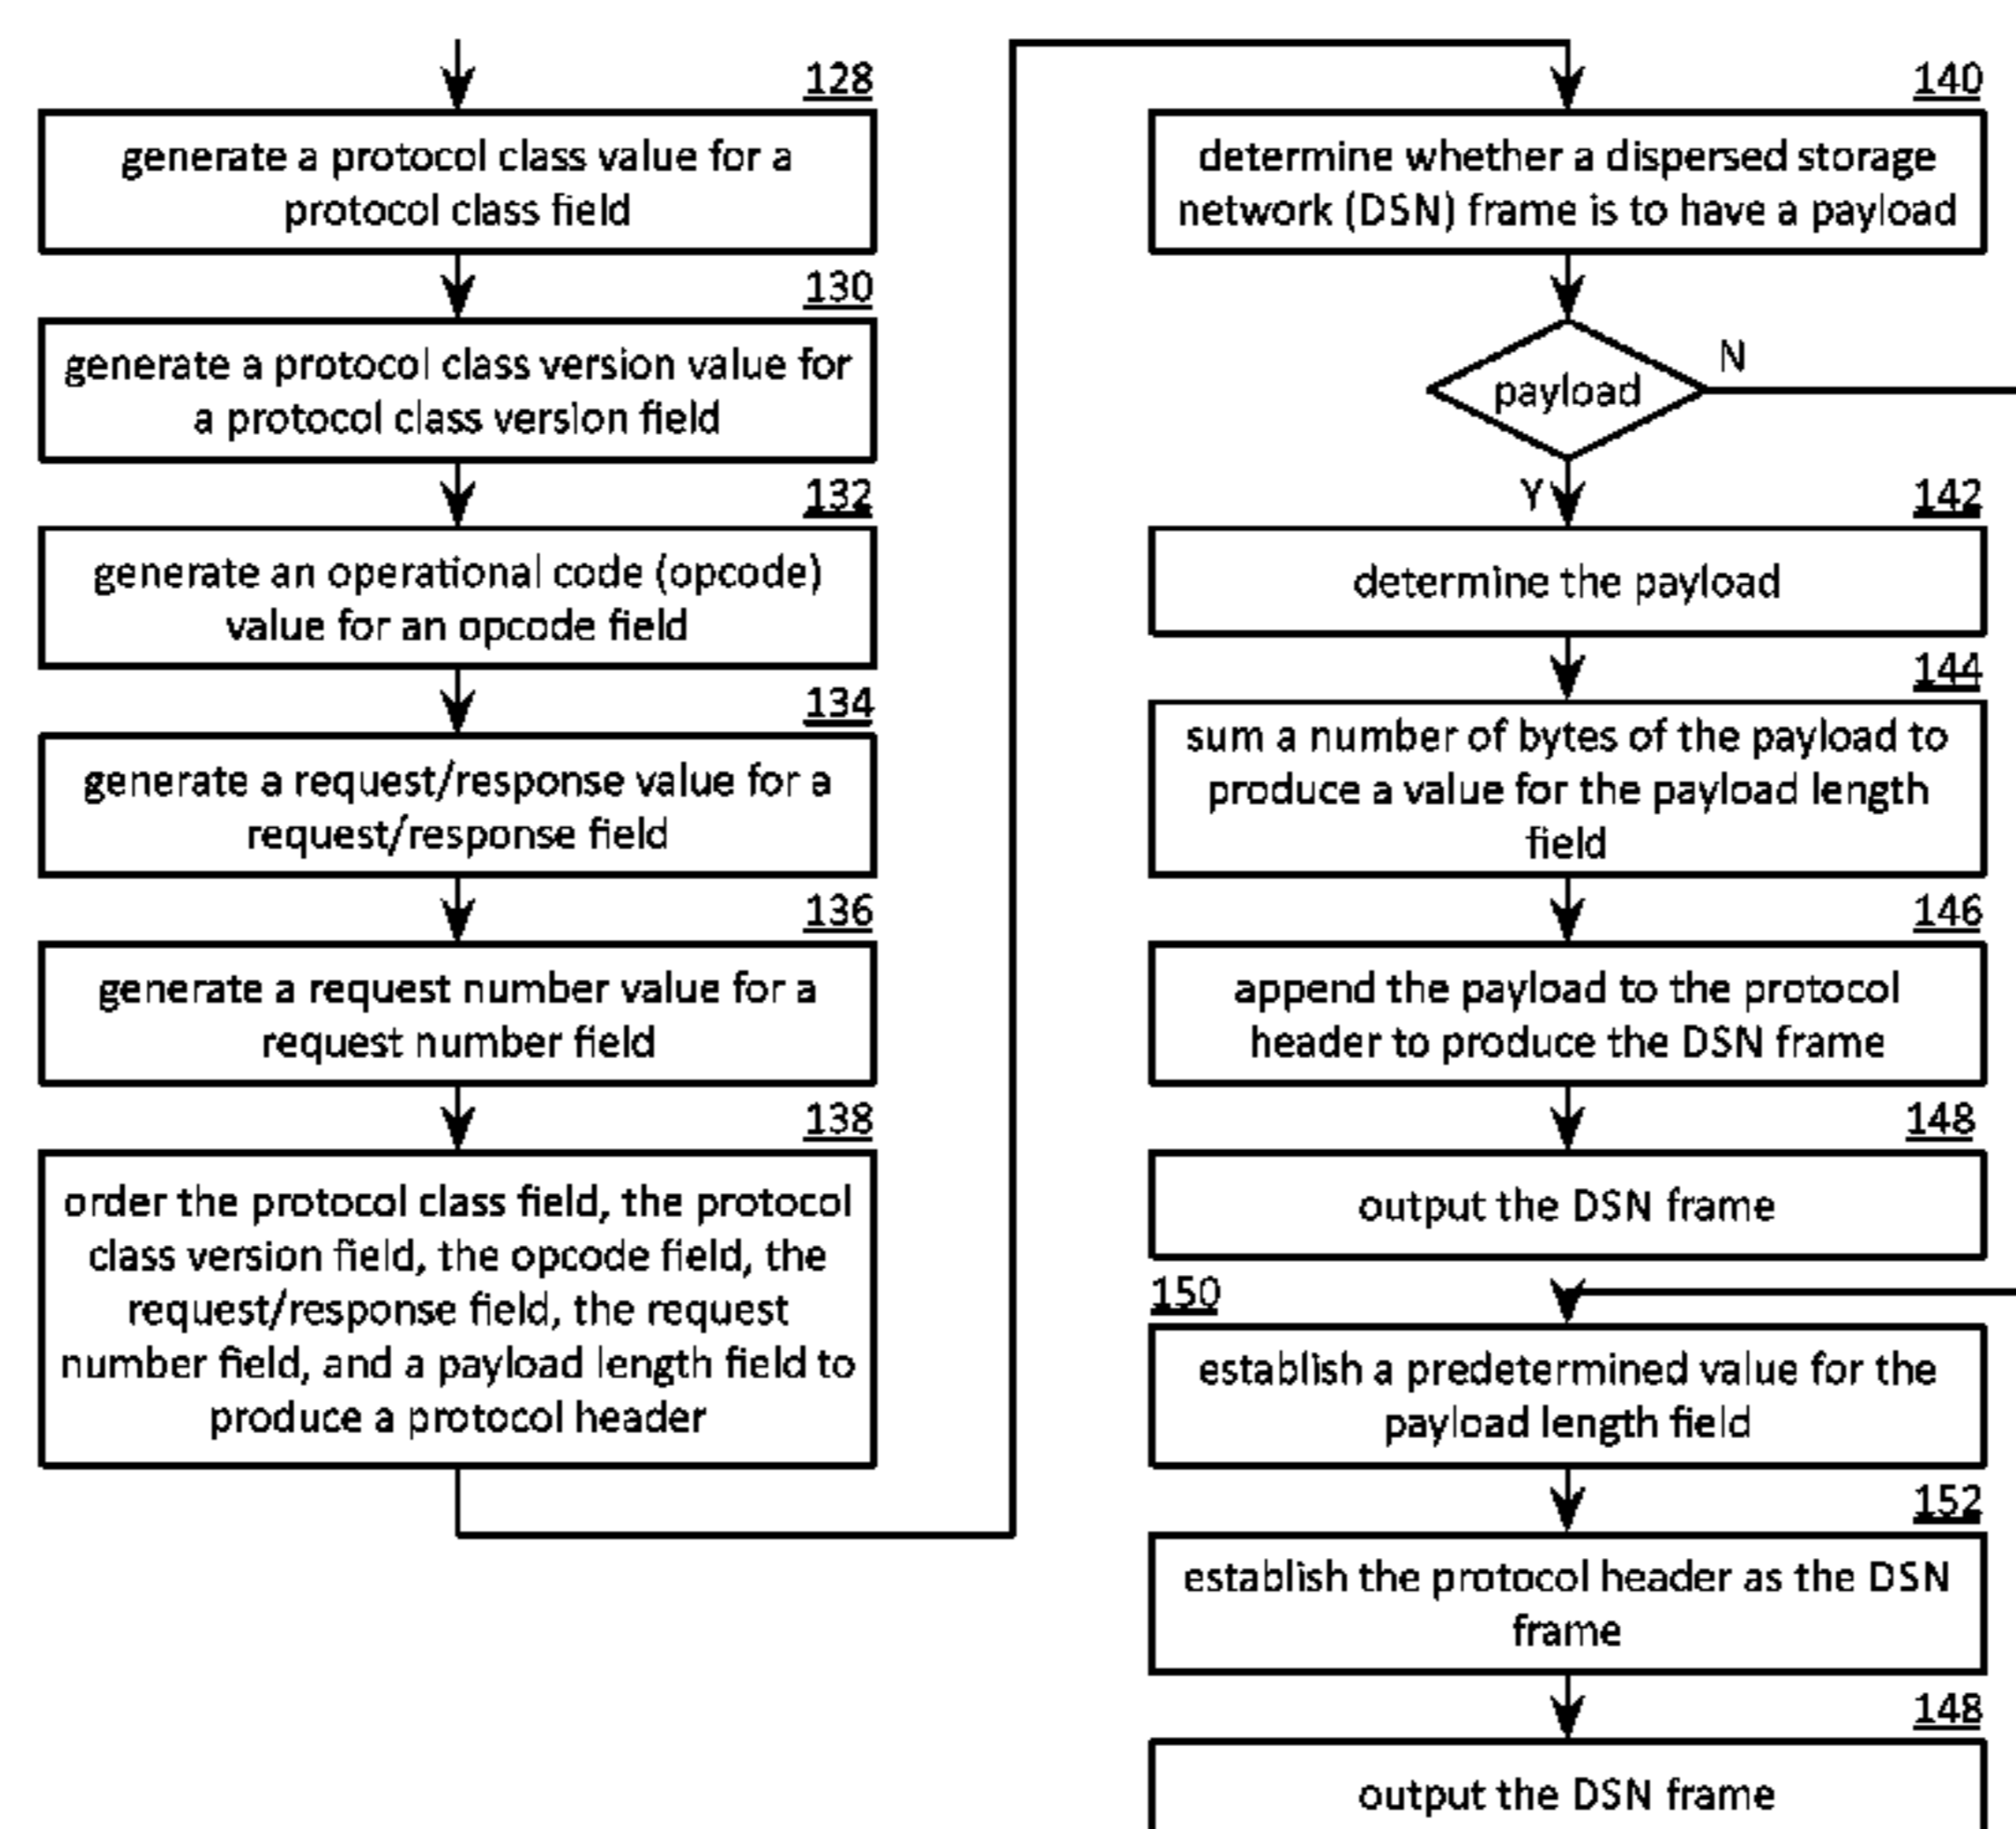 128
generate a protocol class value for a
protocol class field
130
generate a protocol class version value for
a protocol class version field
132
generate an operational code (opcode)
value for an opcode field
134
generate a request/response value for a
request/response field
136
generate a request number value for a
request number field
138
order the protocol class field, the protocol
class version field, the opcode field, the
request/response field, the request
number field, and a payload length field to
produce a protocol header
140
determine whether a dispersed storage
network (DSN) frame is to have a payload
payload
N
Y
142
determine the payload
144
sum a number of bytes of the payload to
produce a value for the payload length
field
146
append the payload to the protocol
header to produce the DSN frame
148
output the DSN frame
150
establish a predetermined value for the
payload length field
152
establish the protocol header as the DSN
frame
148
output the DSN frame